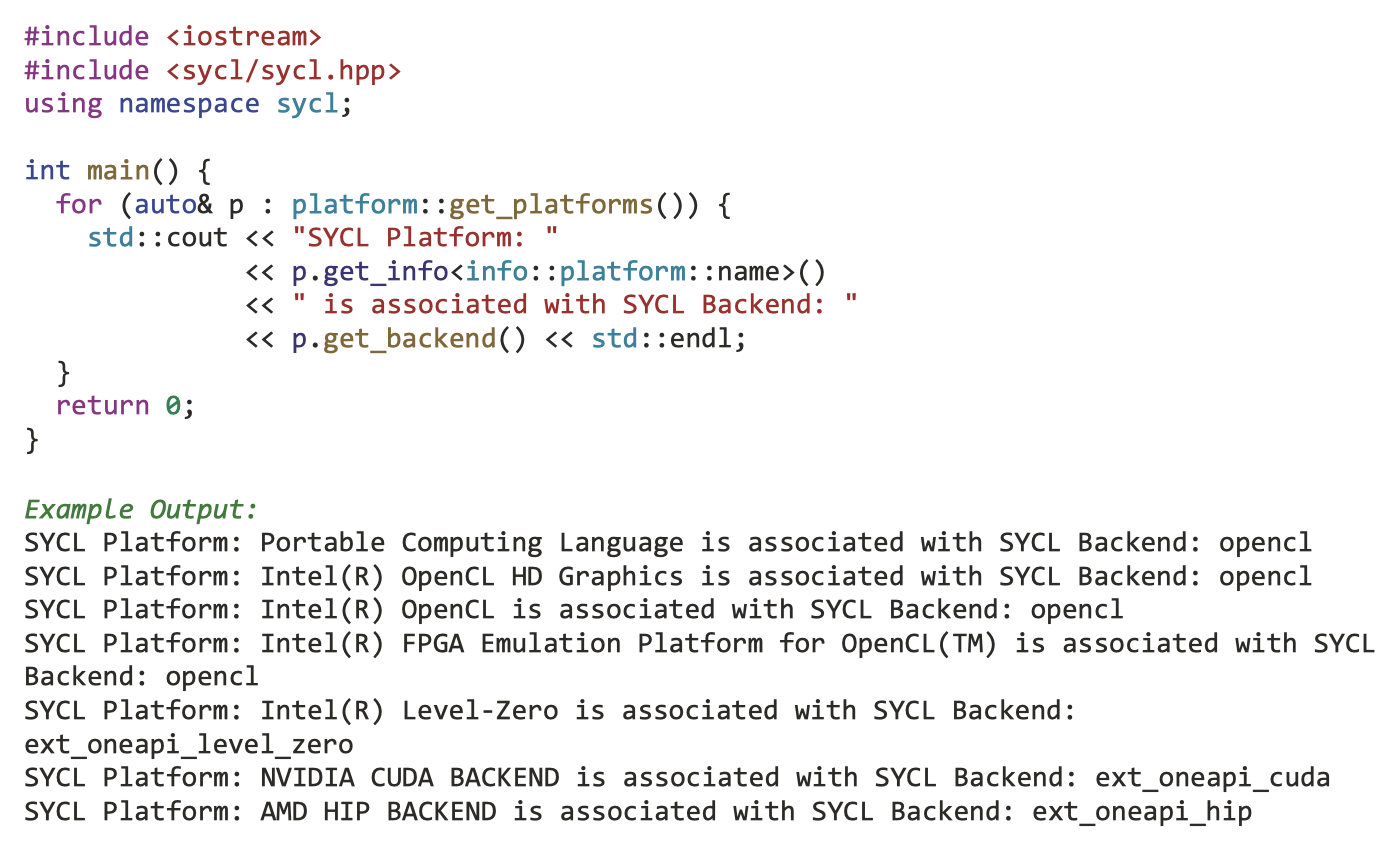 #include <iostream>
#include <sycl/sycl.hpp>
using namespace sycl;

int main() {
  for (auto& p : platform::get_platforms()) {
    std::cout << "SYCL Platform: "
              << p.get_info<info::platform::name>()
              << " is associated with SYCL Backend: "
              << p.get_backend() << std::endl;
  }
  return 0;
}

Example Output:
SYCL Platform: Portable Computing Language is associated with SYCL Backend: opencl
SYCL Platform: Intel(R) OpenCL HD Graphics is associated with SYCL Backend: opencl
SYCL Platform: Intel(R) OpenCL is associated with SYCL Backend: opencl
SYCL Platform: Intel(R) FPGA Emulation Platform for OpenCL(TM) is associated with SYCL
Backend: opencl
SYCL Platform: Intel(R) Level-Zero is associated with SYCL Backend:
ext_oneapi_level_zero
SYCL Platform: NVIDIA CUDA BACKEND is associated with SYCL Backend: ext_oneapi_cuda
SYCL Platform: AMD HIP BACKEND is associated with SYCL Backend: ext_oneapi_hip